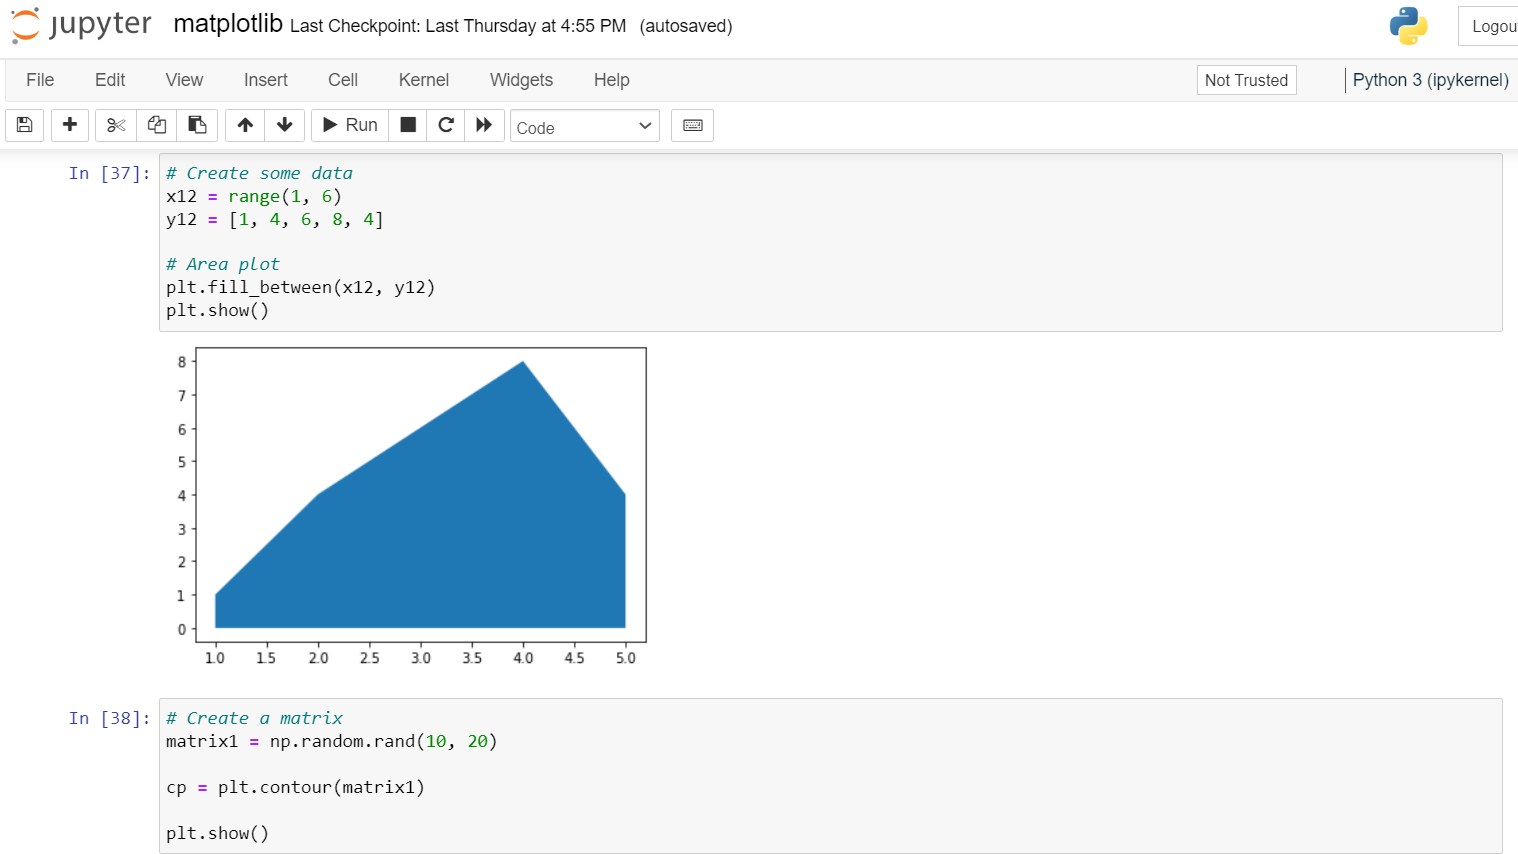 jupyter matplotlib Last Checkpoint: Last Thursday at 4:55 PM (autosaved)
Logou
File Edit View Insert Cell Kernel Widgets Help
Not Trusted
Python 3 (ipykernel)
Run
Code
In [37]:
# Create some data
x12 = range(1, 6)
y12 = [1, 4, 6, 8, 4]
# Area plot
plt.fill_between(x12, y12)
plt.show()
8
7
6
5
4
3
2
1
0
1.0 1.5 2.0 2.5 3.0 3.5 4.0 4.5 5.0
In [38]:
# Create a matrix
matrix1 = np.random.rand(10, 20)
cp = plt.contour(matrix1)
plt.show()